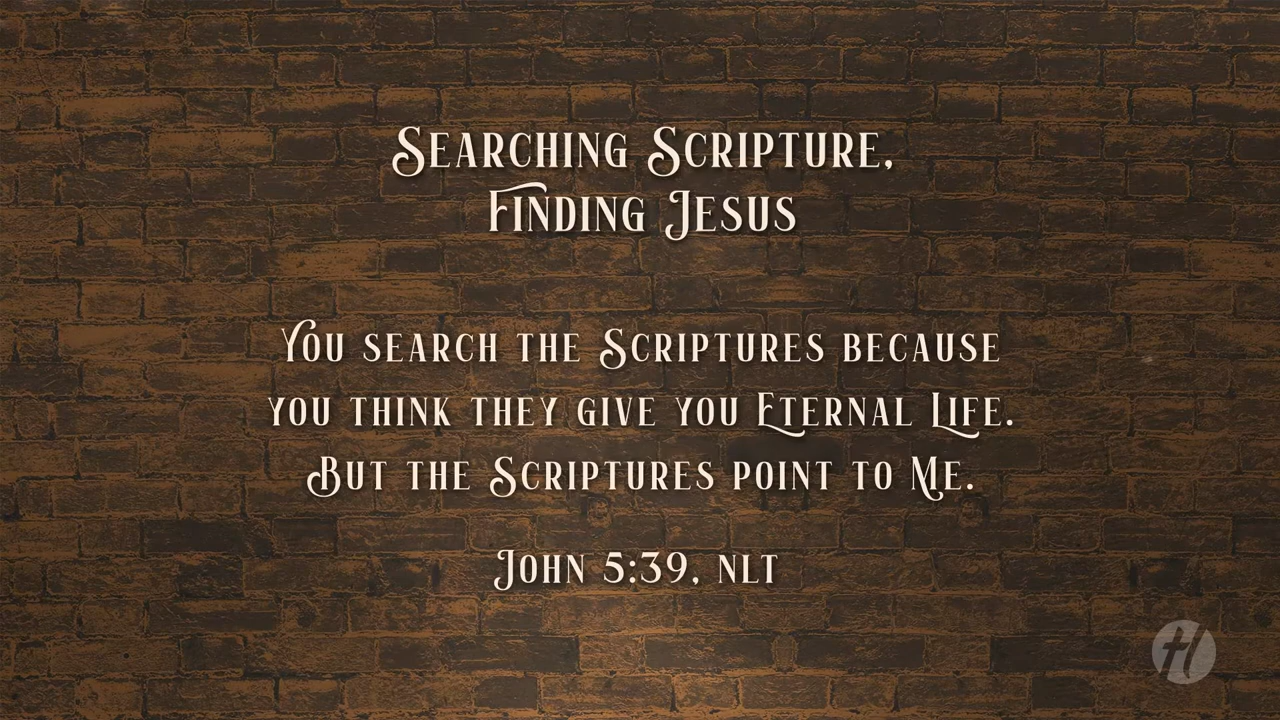 Searching Scripture,
Finding Jesus
You search the Scriptures because
you think they give you Eternal Life.
But the Scriptures point to Me.
John 5:39, NLT